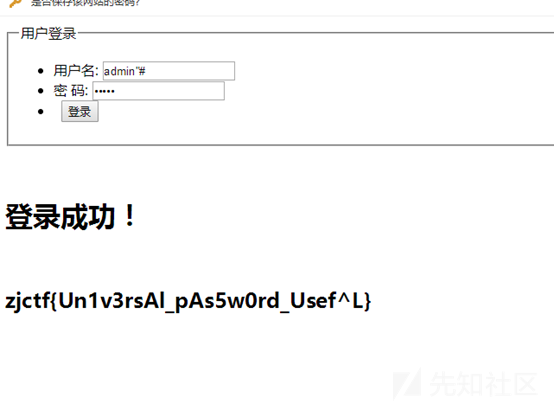 是否保存该网站的密码?
用户登录
用户名: admin"#
密 码: •••••
登录
登录成功！
zjctf{Un1v3rsAl_pAs5w0rd_Usef^L}
先知社区